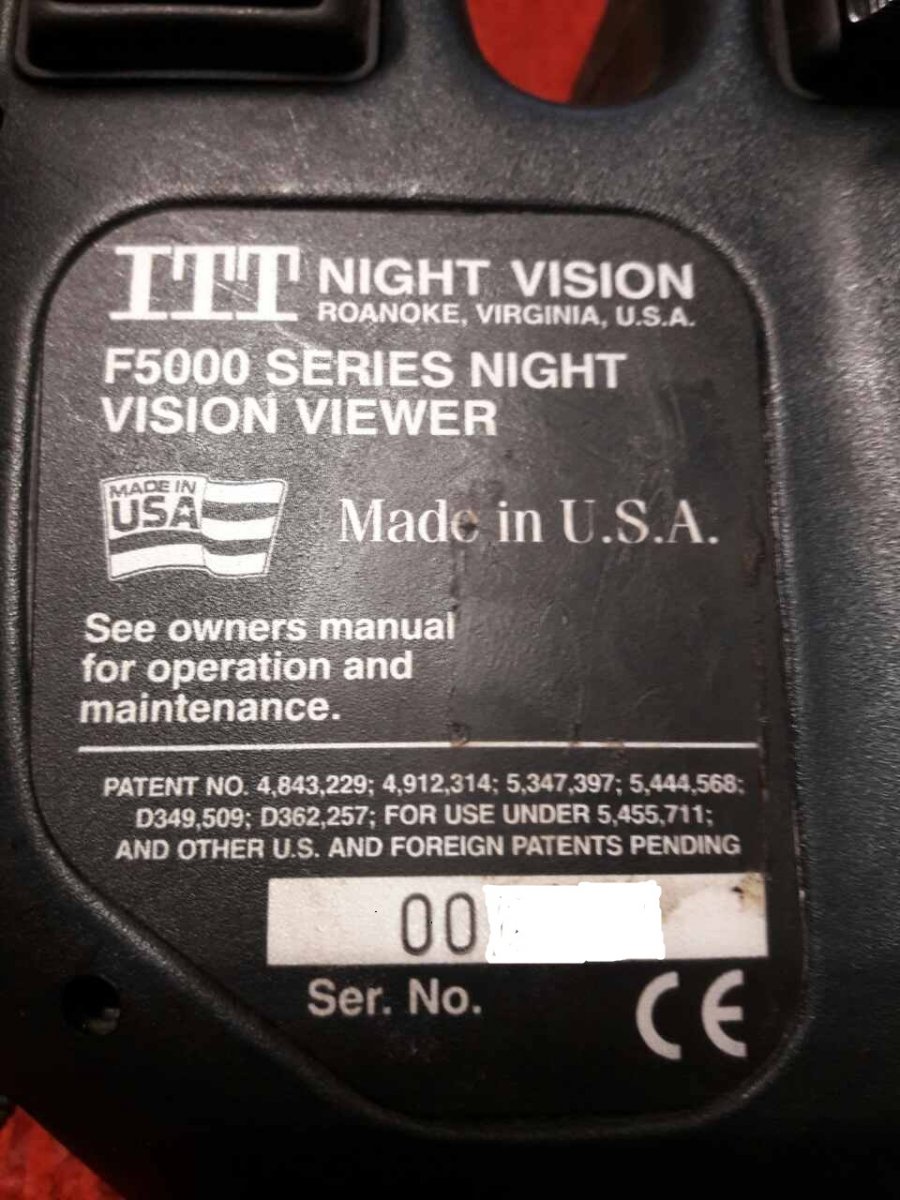 ITT NIGHT VISION
ROANOKE, VIRGINIA, U.S.A.
F5000 SERIES NIGHT
VISION VIEWER
MADE IN
USA
Made in U.S.A.
See owners manual
for operation and
maintenance.
PATENT NO. 4,843,229; 4,912,314; 5,347,397; 5,444,568;
D349,509; D362,257; FOR USE UNDER 5,455,711;
AND OTHER U.S. AND FOREIGN PATENTS PENDING
00
Ser. No.
CE